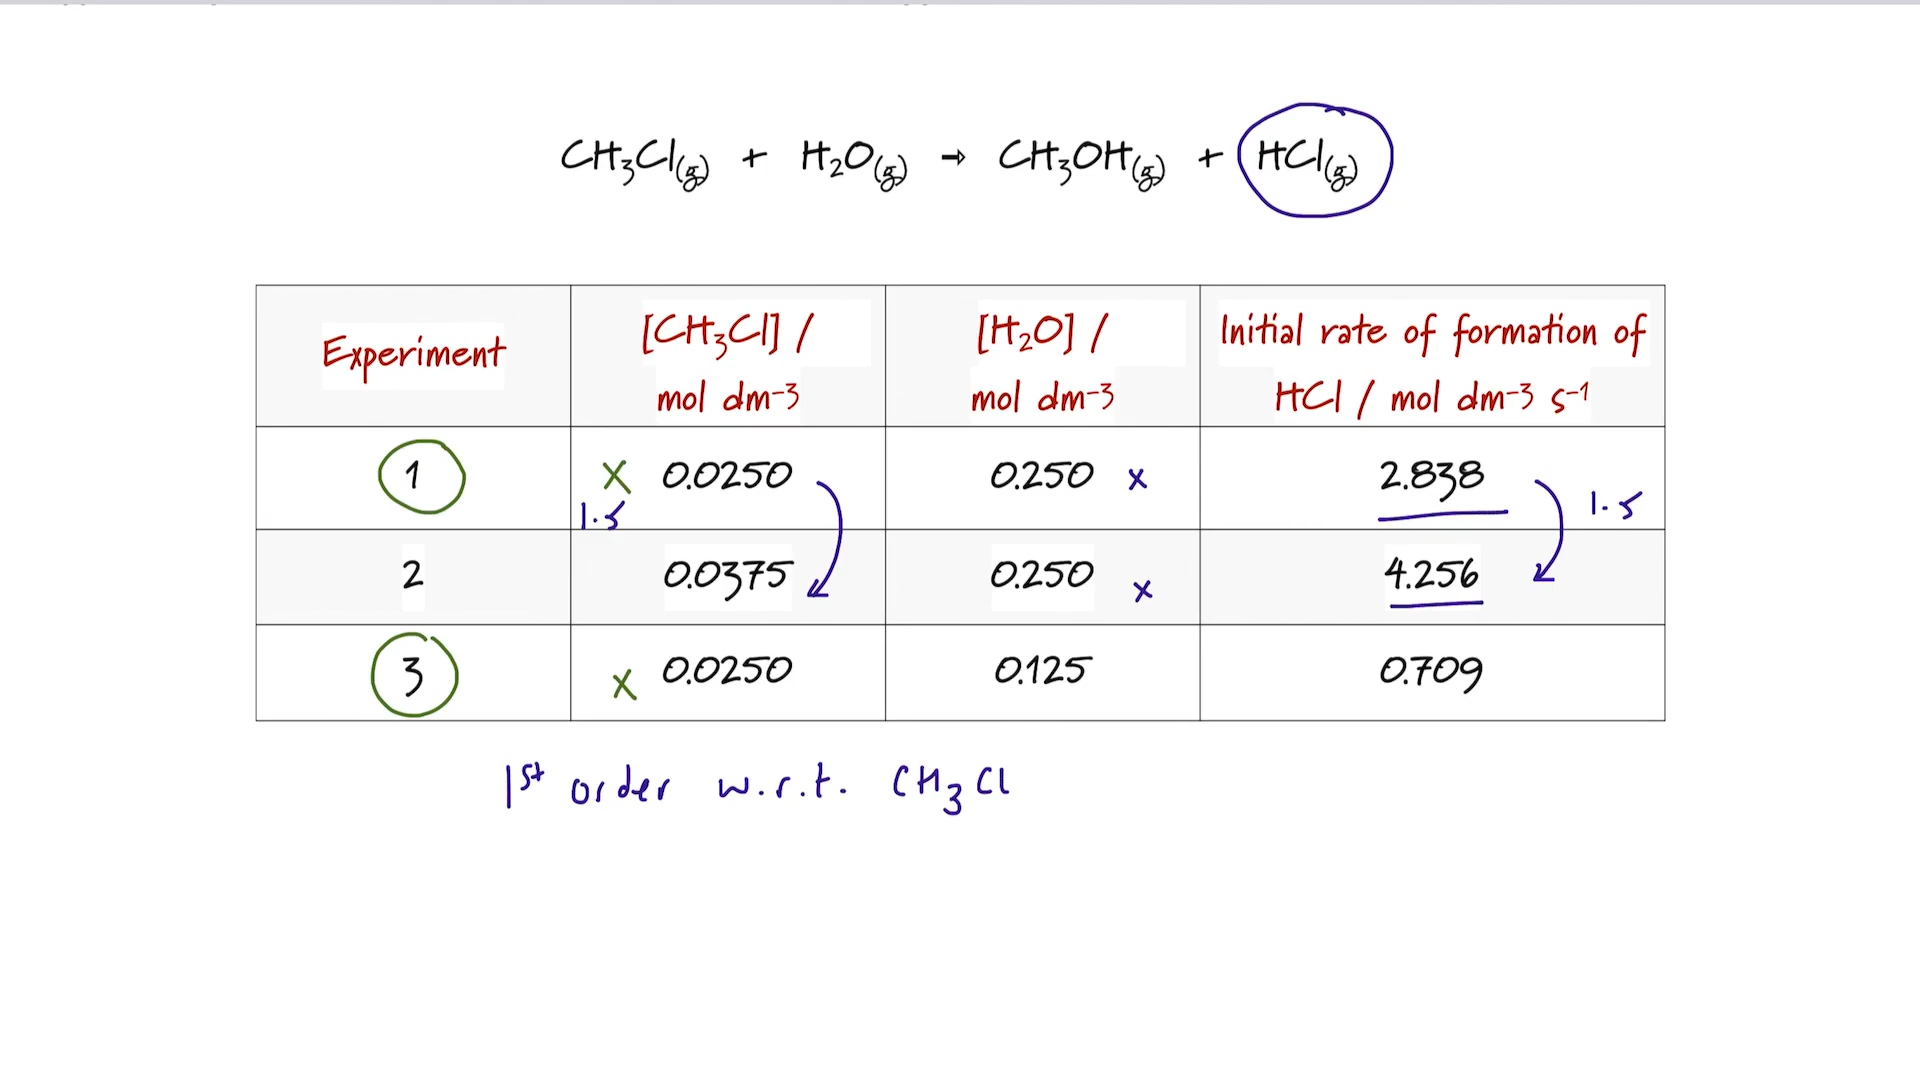 CH₃Cl(g) + H₂O(g) → CH₃OH(g) + HCl(g)
Experiment
[CH₃Cl] /
mol dm⁻³
[H₂O] /
mol dm⁻³
Initial rate of formation of
HCl / mol dm⁻³ s⁻¹
1 x 0.0250 0.250 x 2.838
1.5 1.5
2 0.0375 0.250 x 4.256
3 x 0.0250 0.125 0.709
1st order w.r.t. CH₃Cl